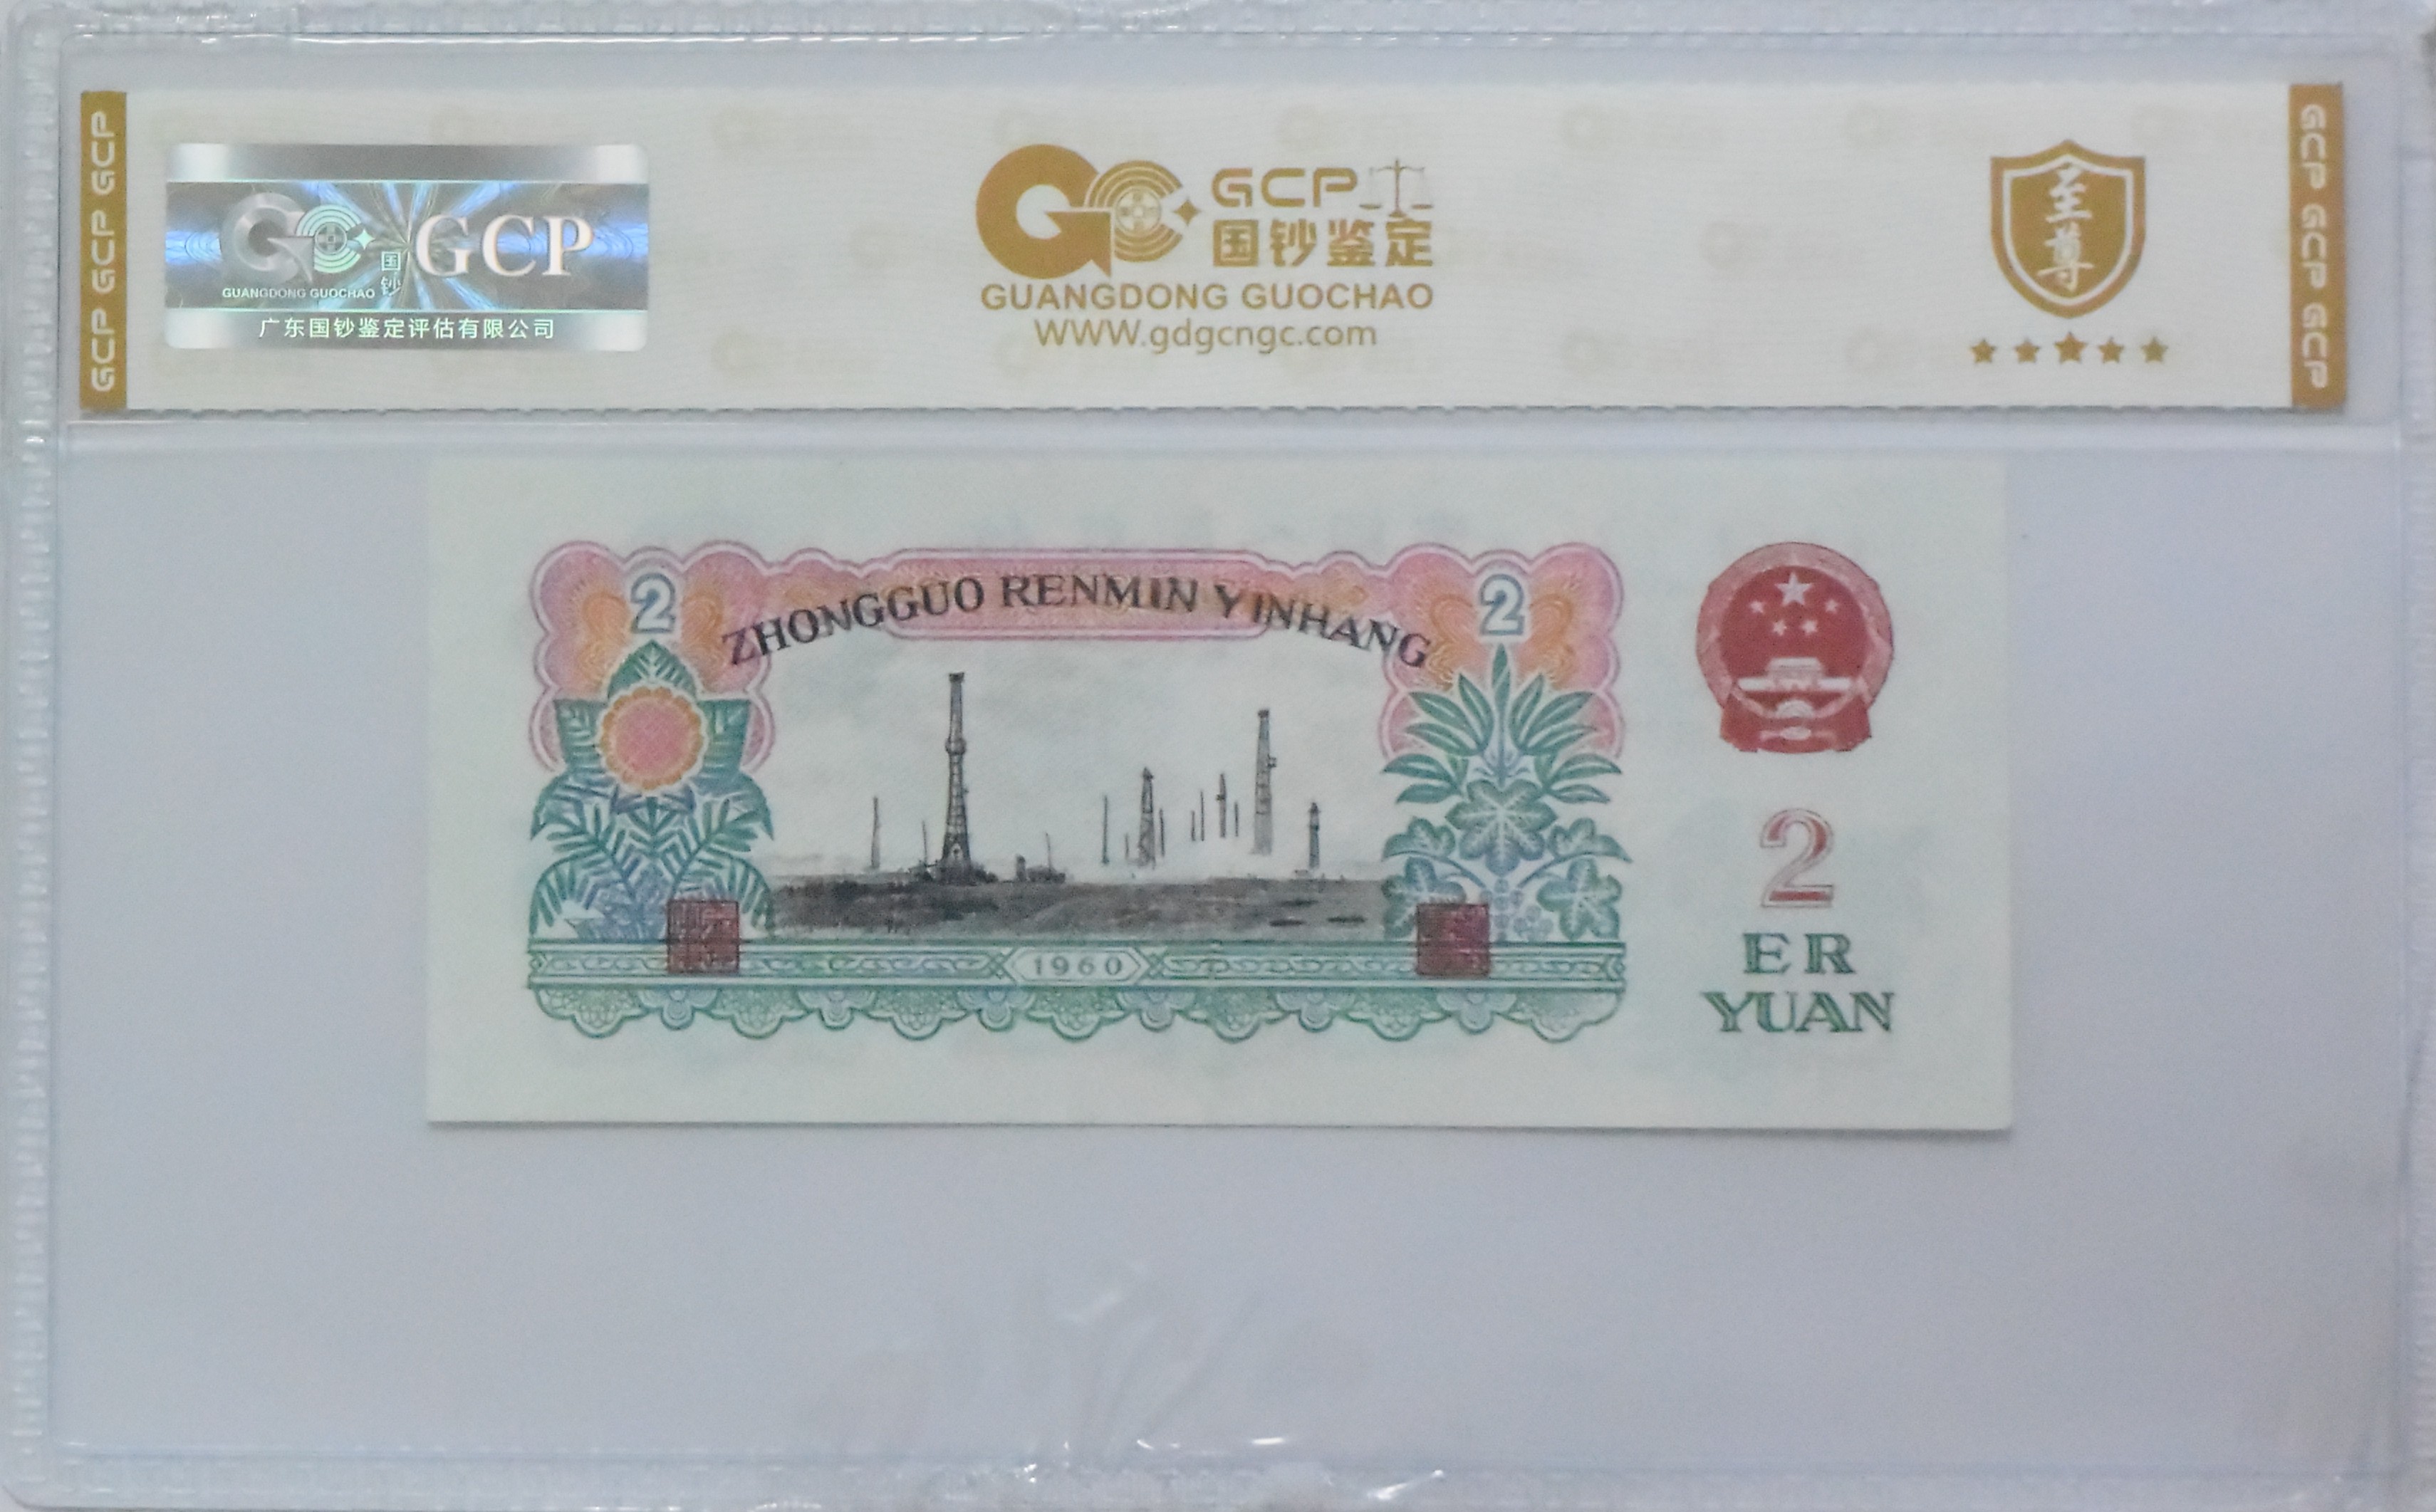 GCP GCP GCP
国钞
GCP
GUANGDONG GUOCHAO
广东国钞鉴定评估有限公司
GCP
国钞鉴定
GUANGDONG GUOCHAO
WWW.gdgcngc.com
至尊
GCP GCP GCP
2
ZHONGGUO RENMIN YINHANG
2
1960
2
ER
YUAN